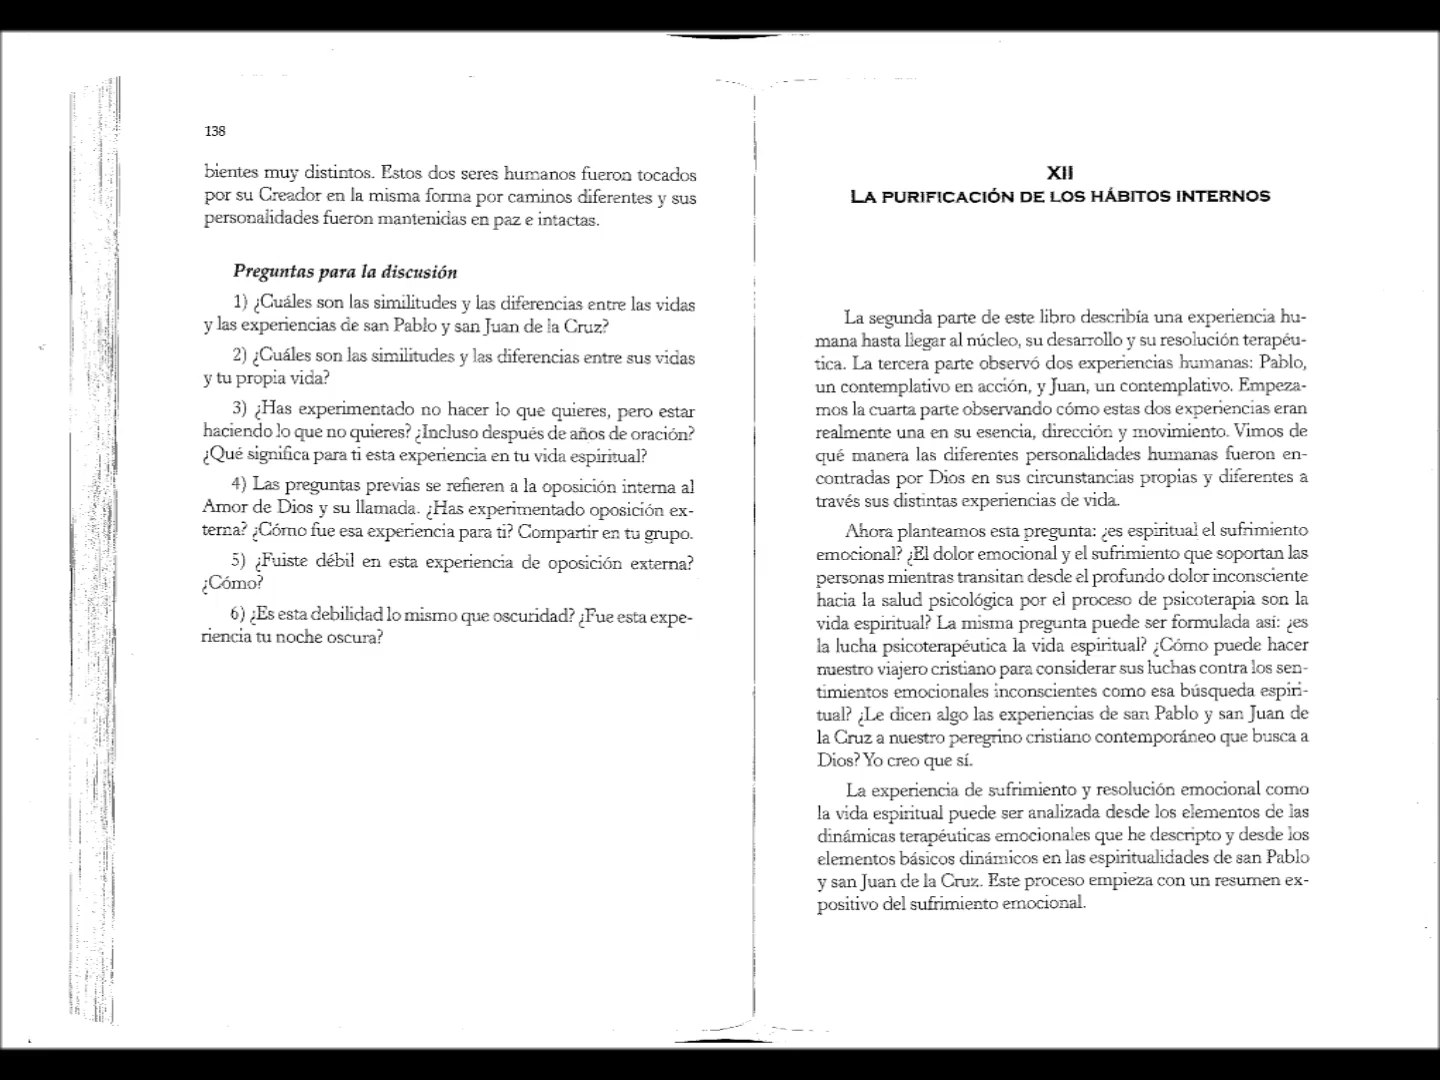 138
bientes muy distintos. Estos dos seres humanos fueron tocados
por su Creador en la misma forma por caminos diferentes y sus
personalidades fueron mantenidas en paz e intactas.
Preguntas para la discusión
1) ¿Cuáles son las similitudes y las diferencias entre las vidas
y las experiencias de san Pablo y san Juan de la Cruz?
2) ¿Cuáles son las similitudes y las diferencias entre sus vidas
y tu propia vida?
3) ¿Has experimentado no hacer lo que quieres, pero estar
haciendo lo que no quieres? ¿Incluso después de años de oración?
¿Qué significa para ti esta experiencia en tu vida espiritual?
4) Las preguntas previas se refieren a la oposición interna al
Amor de Dios y su llamada. ¿Has experimentado oposición ex-
terna? ¿Cómo fue esa experiencia para ti? Compartir en tu grupo.
5) ¿Fuiste débil en esta experiencia de oposición externa?
¿Cómo?
6) ¿Es esta debilidad lo mismo que oscuridad? ¿Fue esta expe-
riencia tu noche oscura?
XII
LA PURIFICACIÓN DE LOS HÁBITOS INTERNOS
La segunda parte de este libro describía una experiencia hu-
mana hasta llegar al núcleo, su desarrollo y su resolución terapéu-
tica. La tercera parte observó dos experiencias humanas: Pablo,
un contemplativo en acción, y Juan, un contemplativo. Empeza-
mos la cuarta parte observando cómo estas dos experiencias eran
realmente una en su esencia, dirección y movimiento. Vimos de
qué manera las diferentes personalidades humanas fueron en-
contradas por Dios en sus circunstancias propias y diferentes a
través sus distintas experiencias de vida.
Ahora planteamos esta pregunta: ¿es espiritual el sufrimiento
emocional? ¿El dolor emocional y el sufrimiento que soportan las
personas mientras transitan desde el profundo dolor inconsciente
hacia la salud psicológica por el proceso de psicoterapia son la
vida espiritual? La misma pregunta puede ser formulada asi: ¿es
la lucha psicoterapéutica la vida espiritual? ¿Cómo puede hacer
nuestro viajero cristiano para considerar sus luchas contra los sen-
timientos emocionales inconscientes como esa búsqueda espiri-
tual? ¿Le dicen algo las experiencias de san Pablo y san Juan de
la Cruz a nuestro peregrino cristiano contemporáneo que busca a
Dios? Yo creo que sí.
La experiencia de sufrimiento y resolución emocional como
la vida espiritual puede ser analizada desde los elementos de las
dinámicas terapéuticas emocionales que he descripto y desde los
elementos básicos dinámicos en las espiritualidades de san Pablo
y san Juan de la Cruz. Este proceso empieza con un resumen ex-
positivo del sufrimiento emocional.